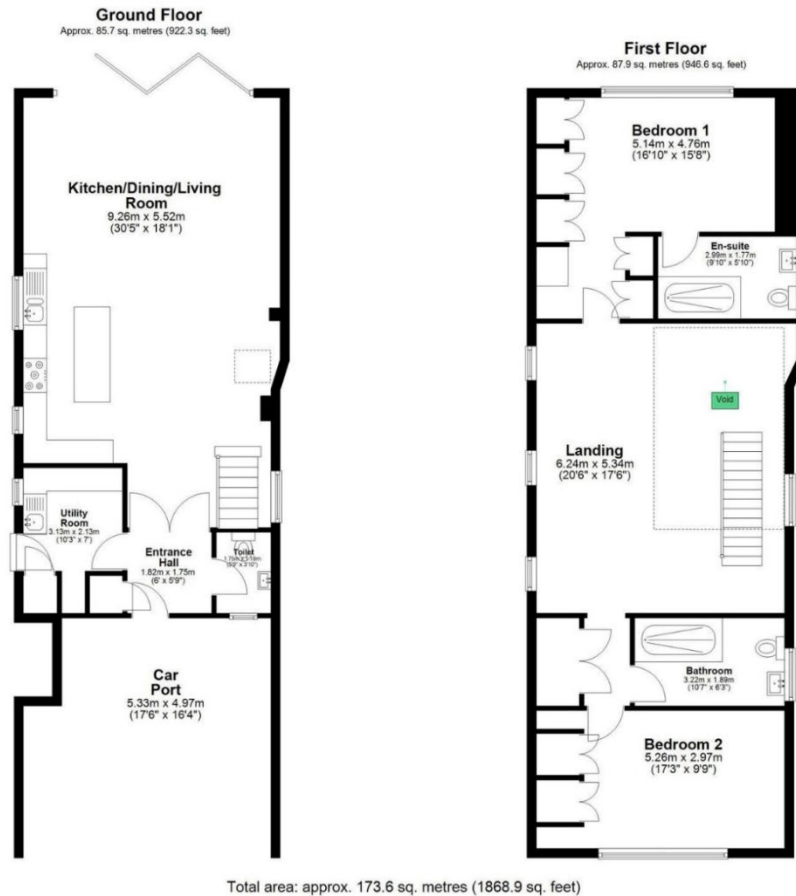 Ground Floor
Approx. 85.7 sq. metres (922.3 sq. feet)
Kitchen/Dining/Living
Room
9.26m x 5.52m
(30'5" x 18'1")
Utility
Room
3.13m x 2.13m
(10'3" x 7')
Entrance
Hall
1.82m x 1.75m
(6' x 5'9")
Toilet
Car
Port
5.33m x 4.97m
(17'6" x 16'4")
First Floor
Approx. 87.9 sq. metres (946.6 sq. feet)
Bedroom 1
5.14m x 4.76m
(16'10" x 15'8")
En-suite
2.99m x 1.77m
(9'10" x 5'10")
Void
Landing
6.24m x 5.34m
(20'6" x 17'6")
Bathroom
3.22m x 1.89m
(10'7" x 6'3")
Bedroom 2
5.26m x 2.97m
(17'3" x 9'9")
Total area: approx. 173.6 sq. metres (1868.9 sq. feet)